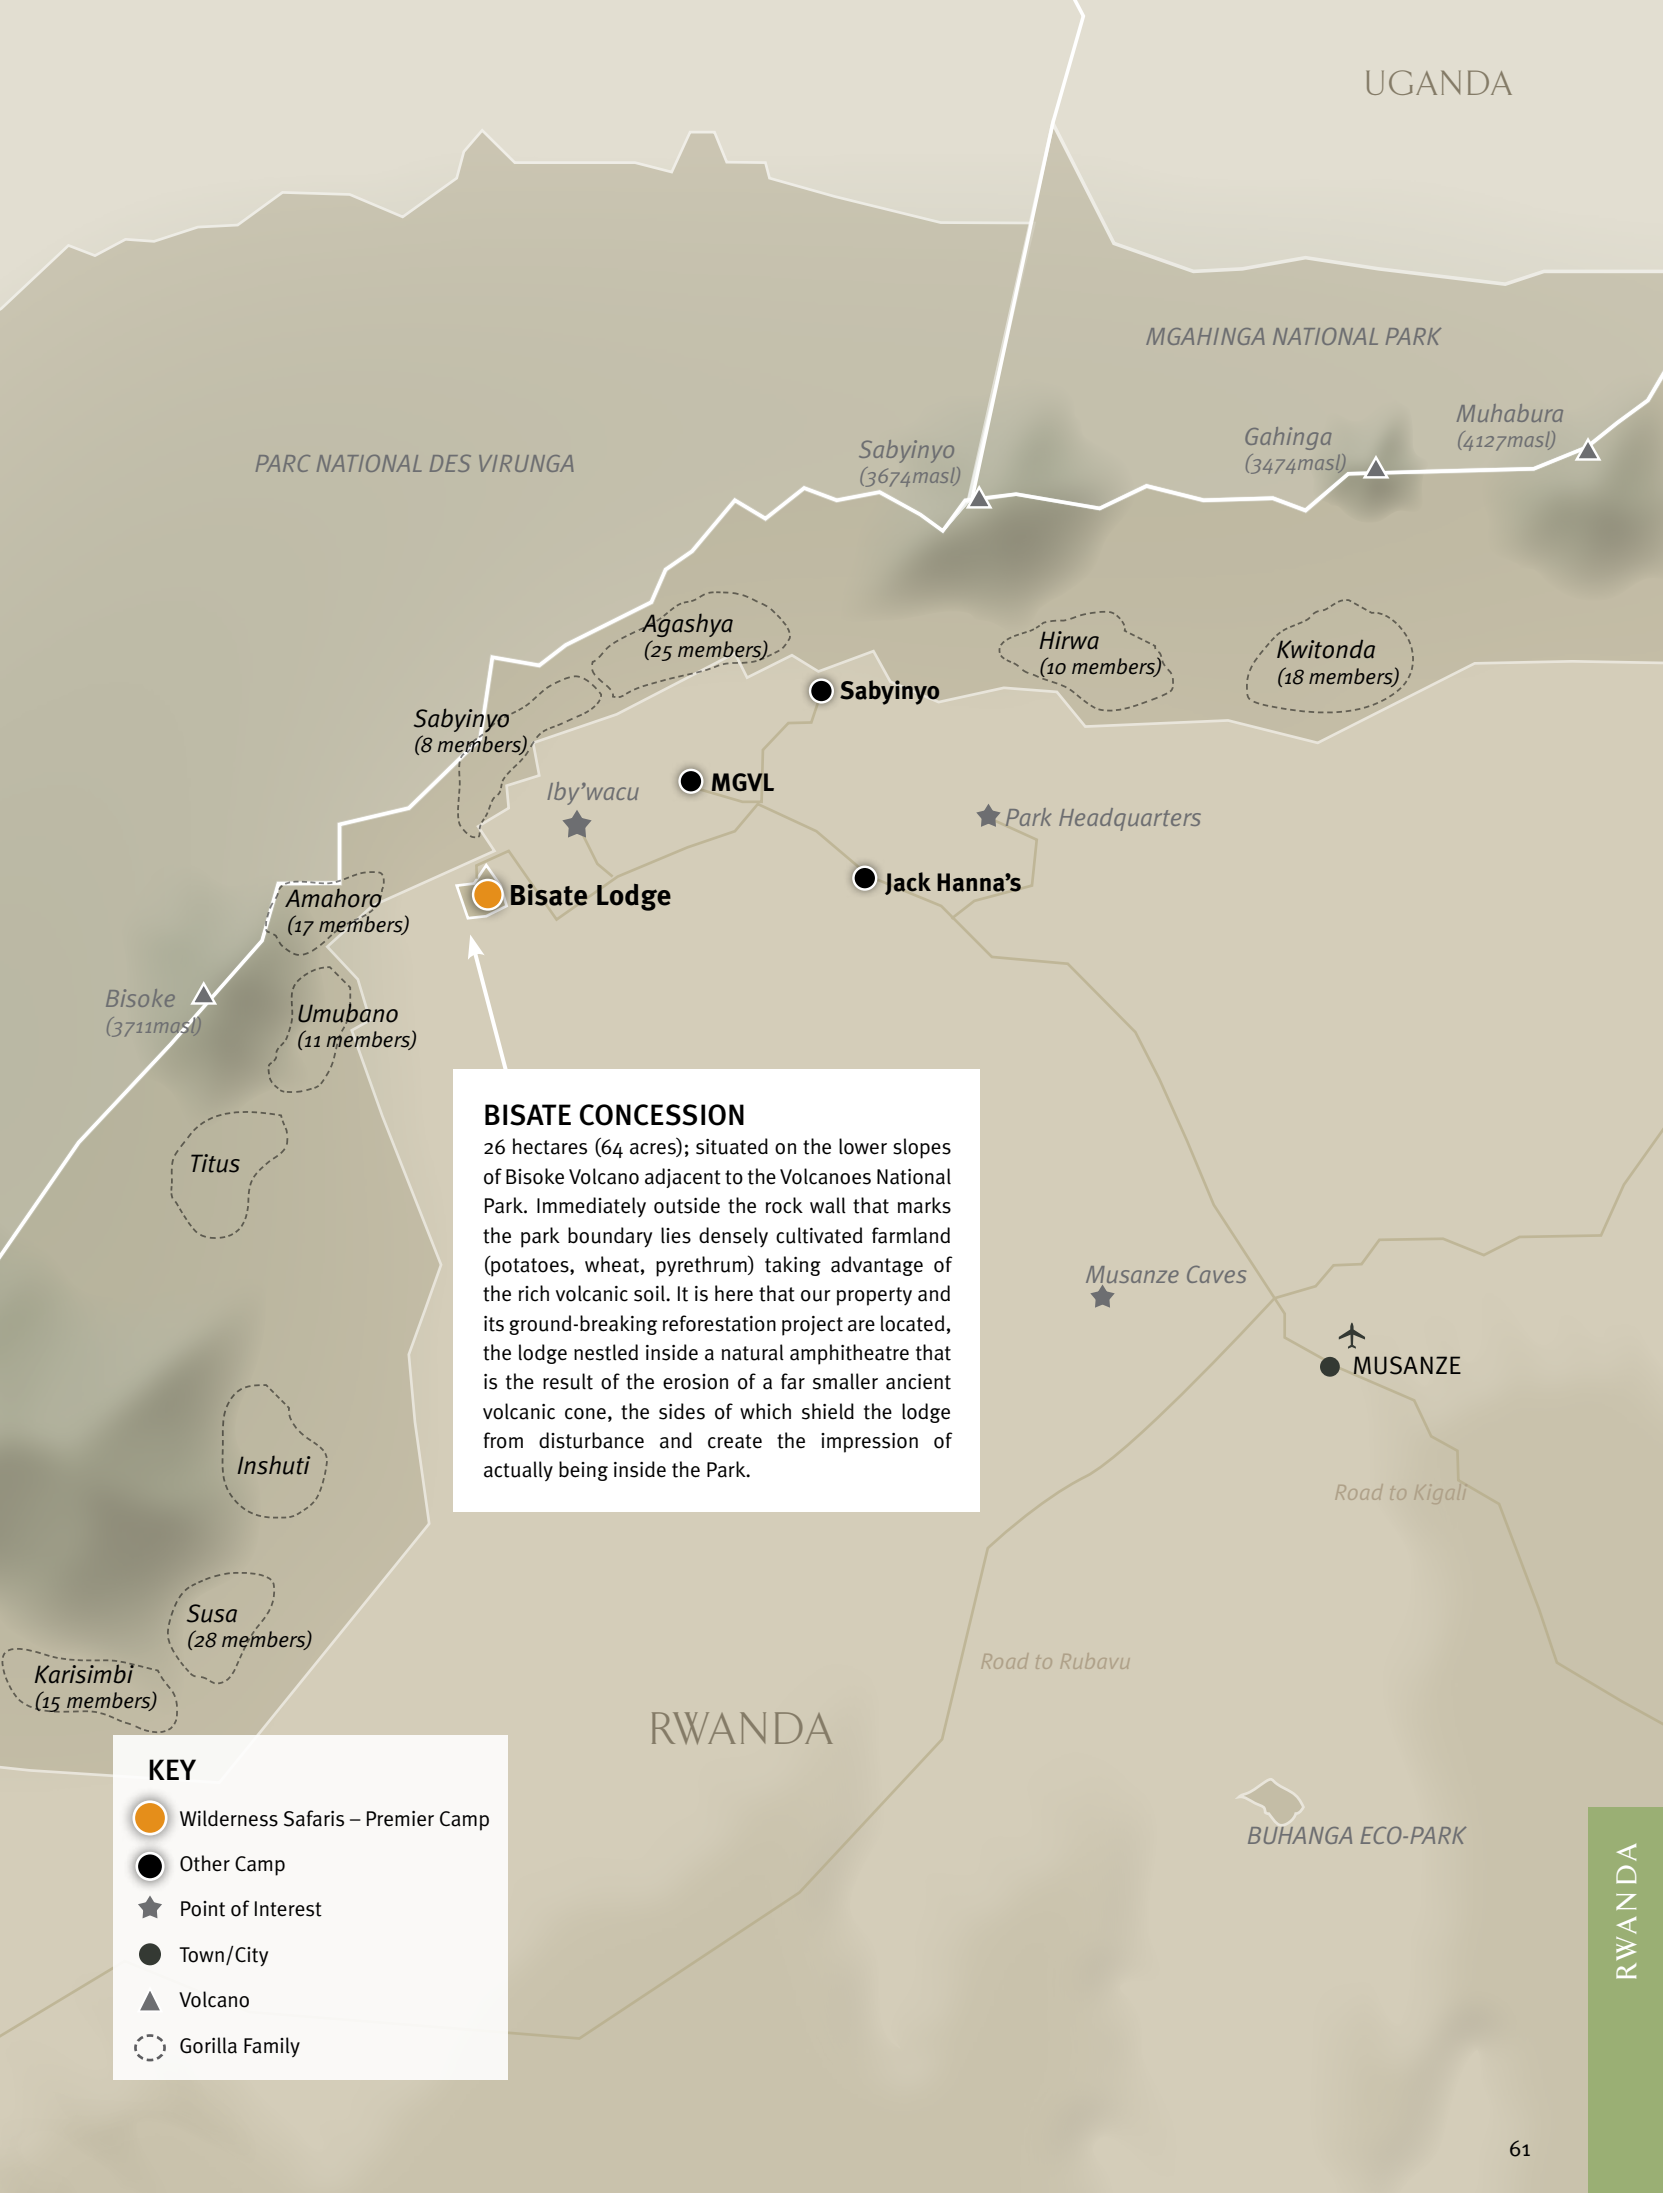 UGANDA
MGAHINGA NATIONAL PARK
Muhabura
(4127masl)
Gahinga
(3474masl)
Sabyinyo
(3674masl)
PARC NATIONAL DES VIRUNGA
Agashya
(25 members)
Hirwa
(10 members)
Kwitonda
(18 members)
Sabyinyo
Sabyinyo
(8 members)
MGVL
Iby’wacu
Park Headquarters
Jack Hanna’s
Bisate Lodge
Amahoro
(17 members)
Bisoke
(3711masl)
Umubano
(11 members)
BISATE CONCESSION
26 hectares (64 acres); situated on the lower slopes
of Bisoke Volcano adjacent to the Volcanoes National
Park. Immediately outside the rock wall that marks
the park boundary lies densely cultivated farmland
(potatoes, wheat, pyrethrum) taking advantage of
the rich volcanic soil. It is here that our property and
its ground-breaking reforestation project are located,
the lodge nestled inside a natural amphitheatre that
is the result of the erosion of a far smaller ancient
volcanic cone, the sides of which shield the lodge
from disturbance and create the impression of
actually being inside the Park.
Titus
Musanze Caves
MUSANZE
Inshuti
Road to Kigali
Susa
(28 members)
Road to Rubavu
Karisimbi
(15 members)
RWANDA
KEY
Wilderness Safaris – Premier Camp
Other Camp
Point of Interest
Town/City
Volcano
Gorilla Family
BUHANGA ECO-PARK
RWANDA
61